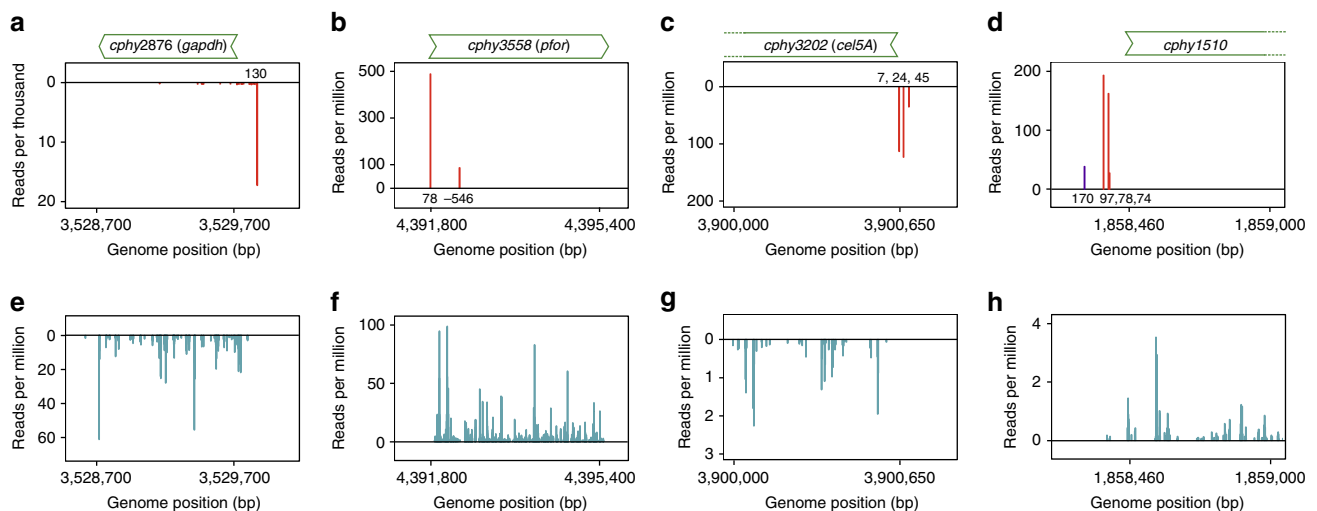 a
cphy2876 (gapdh)
130
Reads per thousand
0
10
20
3,528,700
3,529,700
Genome position (bp)
b
cphy3558 (pfor)
Reads per million
500
300
100
0
78 –546
4,391,800
4,395,400
Genome position (bp)
c
cphy3202 (cel5A)
7, 24, 45
Reads per million
0
100
200
3,900,000
3,900,650
Genome position (bp)
d
cphy1510
Reads per million
200
100
0
170 97,78,74
1,858,460
1,859,000
Genome position (bp)
e
Reads per million
0
20
40
60
3,528,700
3,529,700
Genome position (bp)
f
Reads per million
100
50
0
4,391,800
4,395,400
Genome position (bp)
g
Reads per million
0
1
2
3
3,900,000
3,900,650
Genome position (bp)
h
Reads per million
4
2
0
1,858,460
1,859,000
Genome position (bp)